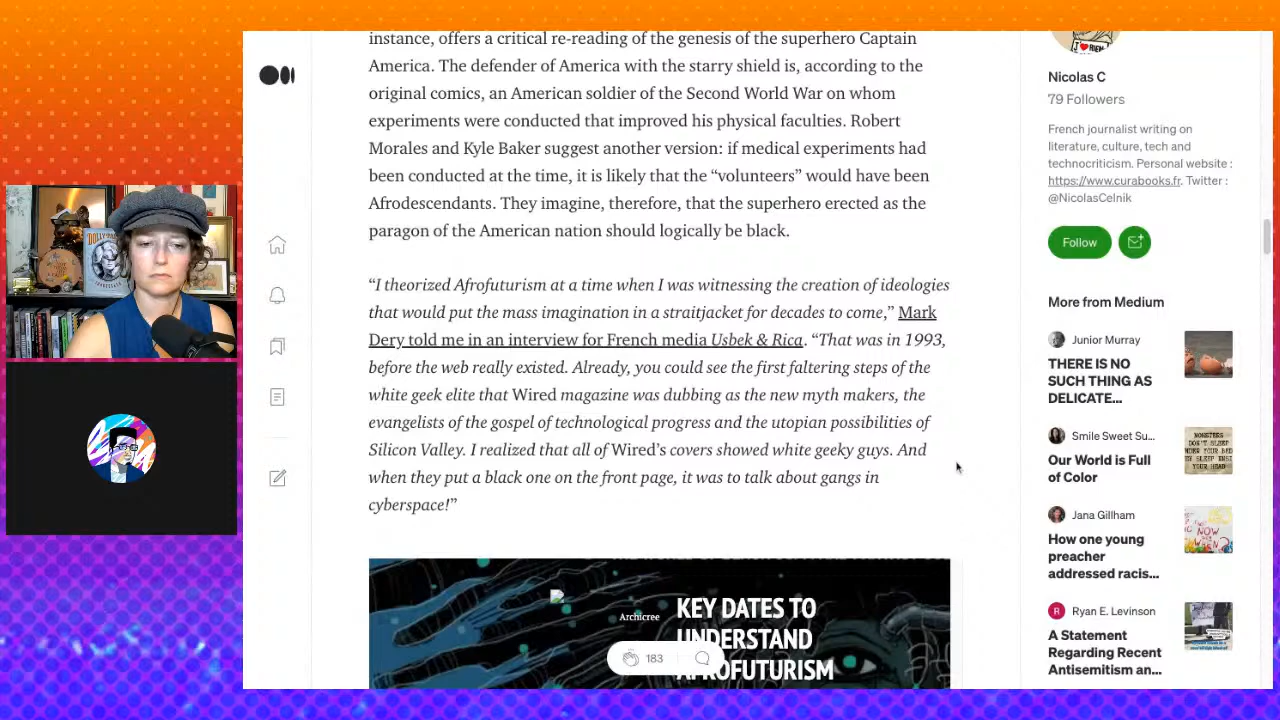 instance, offers a critical re-reading of the genesis of the superhero Captain
America. The defender of America with the starry shield is, according to the
original comics, an American soldier of the Second World War on whom
experiments were conducted that improved his physical faculties. Robert
Morales and Kyle Baker suggest another version: if medical experiments had
been conducted at the time, it is likely that the “volunteers” would have been
Afrodescendants. They imagine, therefore, that the superhero erected as the
paragon of the American nation should logically be black.
“I theorized Afrofuturism at a time when I was witnessing the creation of ideologies
that would put the mass imagination in a straitjacket for decades to come,” Mark
Dery told me in an interview for French media Usbek & Rica. “That was in 1993,
before the web really existed. Already, you could see the first faltering steps of the
white geek elite that Wired magazine was dubbing as the new myth makers, the
evangelists of the gospel of technological progress and the utopian possibilities of
Silicon Valley. I realized that all of Wired’s covers showed white geeky guys. And
when they put a black one on the front page, it was to talk about gangs in
cyberspace!”
Archicree
KEY DATES TO
UNDERSTAND
AFROFUTURISM
183
Nicolas C
79 Followers
French journalist writing on
literature, culture, tech and
technocriticism. Personal website :
https://www.curabooks.fr. Twitter :
@NicolasCelnik
Follow
More from Medium
Junior Murray
THERE IS NO
SUCH THING AS
DELICATE...
Smile Sweet Su...
Our World is Full
of Color
Jana Gillham
How one young
preacher
addressed racis...
R
Ryan E. Levinson
A Statement
Regarding Recent
Antisemitism an...
DOLLY